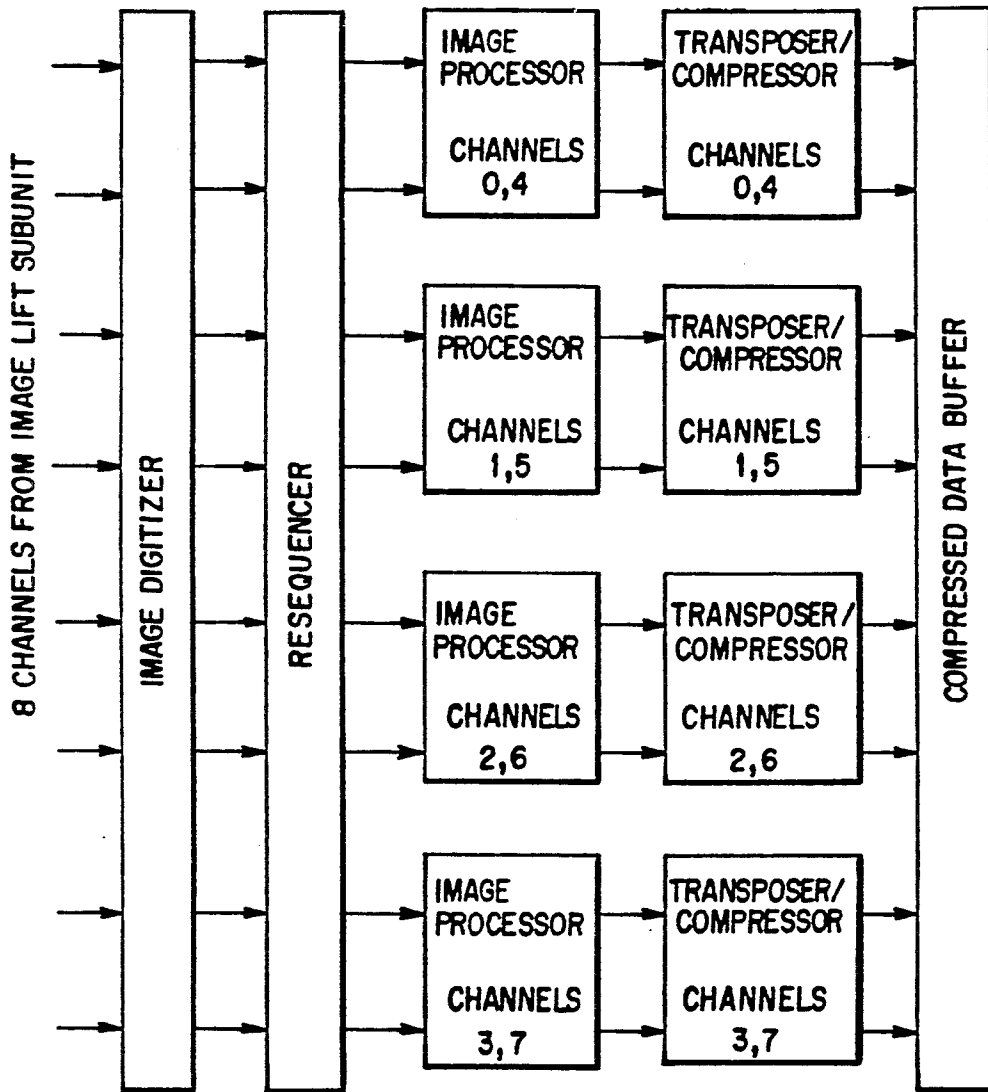 8 CHANNELS FROM IMAGE LIFT SUBUNIT
IMAGE DIGITIZER
RESEQUENCER
IMAGE
PROCESSOR
CHANNELS
0,4
TRANSPOSER/
COMPRESSOR
CHANNELS
0,4
IMAGE
PROCESSOR
CHANNELS
1,5
TRANSPOSER/
COMPRESSOR
CHANNELS
1,5
IMAGE
PROCESSOR
CHANNELS
2,6
TRANSPOSER/
COMPRESSOR
CHANNELS
2,6
IMAGE
PROCESSOR
CHANNELS
3,7
TRANSPOSER/
COMPRESSOR
CHANNELS
3,7
COMPRESSED DATA BUFFER